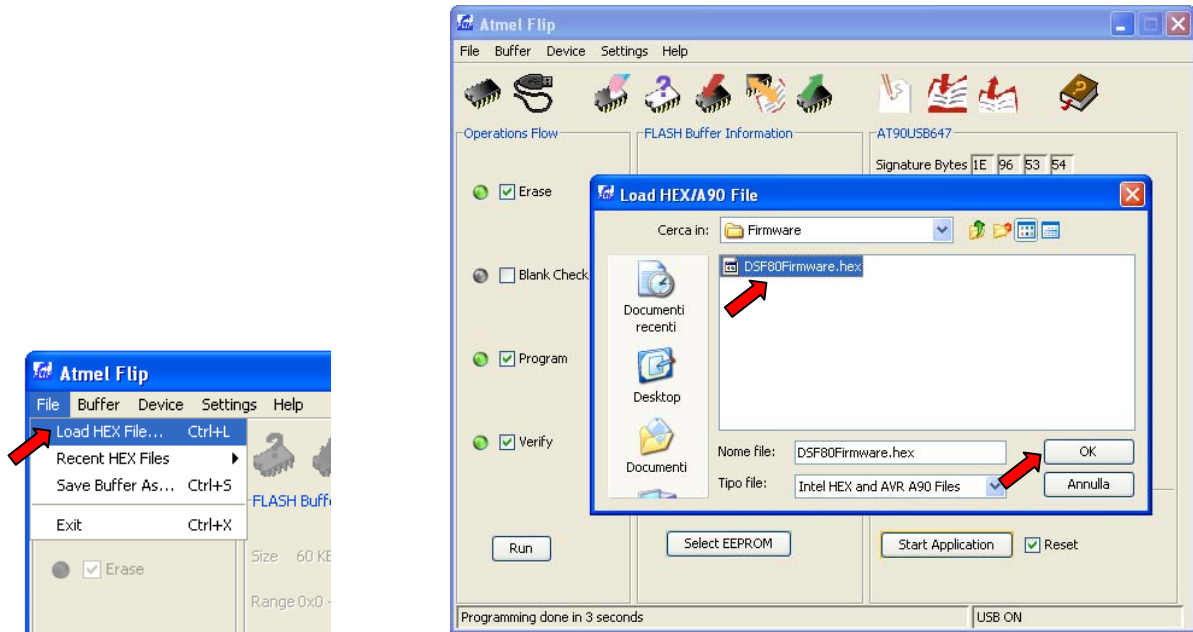 Atmel Flip
File Buffer Device Settings Help
Load HEX File... Ctrl+L
Recent HEX Files
Save Buffer As... Ctrl+S
Exit Ctrl+X
FLASH Buff
Size 60 KB
Range 0x0 -
Erase
Atmel Flip
File Buffer Device Settings Help
Operations Flow
FLASH Buffer Information
AT90USB647
Signature Bytes 1E 96 53 54
Erase
Blank Check
Program
Verify
Run
Load HEX/A90 File
Cerca in: Firmware
DSF80Firmware.hex
Documenti
recenti
Desktop
Documenti
Nome file: DSF80Firmware.hex OK
Tipo file: Intel HEX and AVR A90 Files Annulla
Select EEPROM
Start Application Reset
Programming done in 3 seconds USB ON